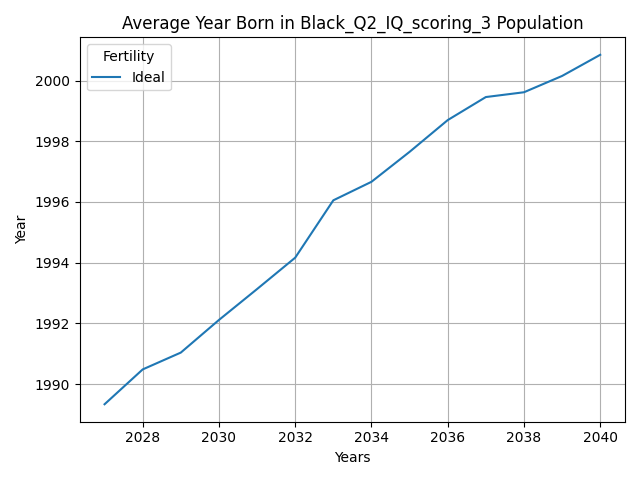 Average Year Born in Black_Q2_IQ_scoring_3 Population
Fertility
Ideal
2000
1998
1996
1994
1992
1990
Year
2028 2030 2032 2034 2036 2038 2040
Years